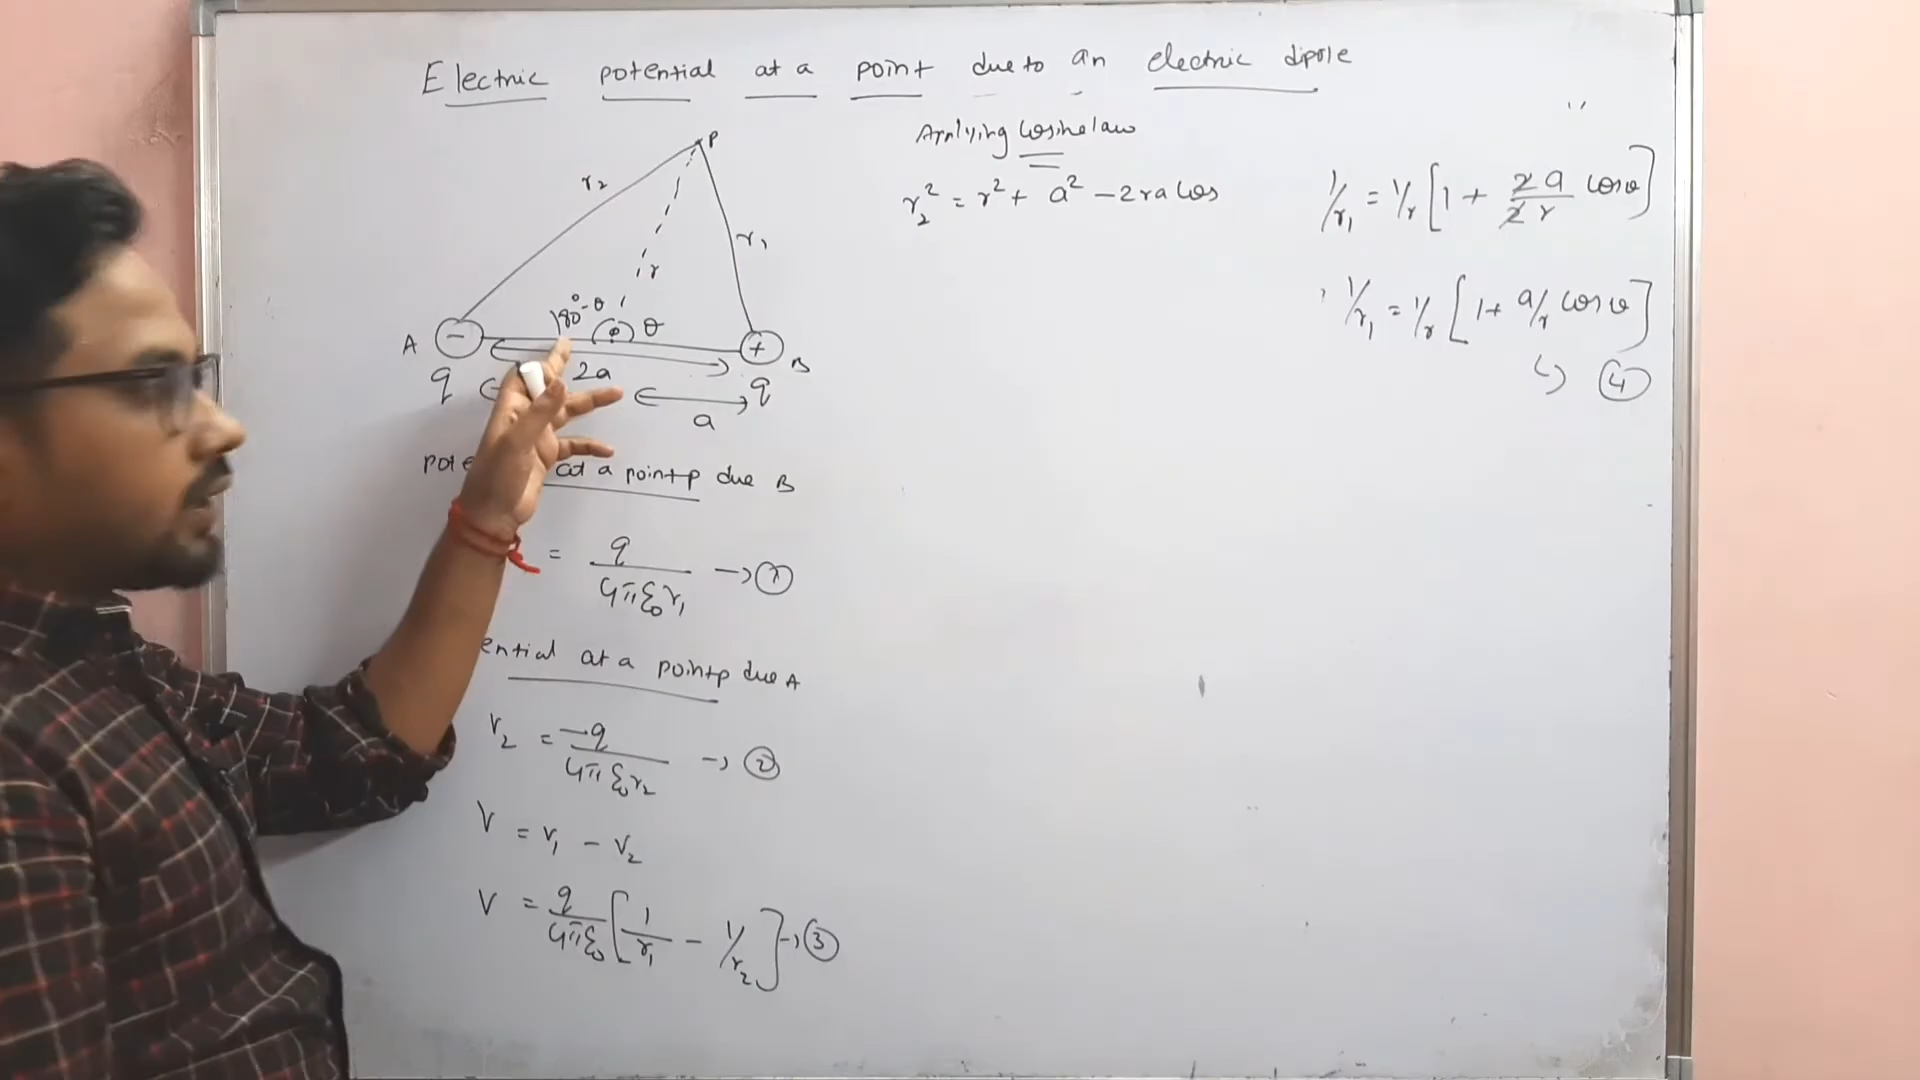 Electric potential at a point due to an electric dipole
P
r₂
r₁
r
180°-θ
θ
A
-
+
B
q
2a
q
a
at a point p due B
= q/4πε₀r₁ → ①
ential at a point p due A
V₂ = -q/4πε₀r₂ → ②
V = V₁ - V₂
V = q/4πε₀ [1/r₁ - 1/r₂] → ③
Applying cosine law
r₂² = r² + a² - 2ra cos
1/r₁ = 1/r [1 + 2a/2r cosθ]
1/r₁ = 1/r [1 + a/r cosθ]
↳ ④